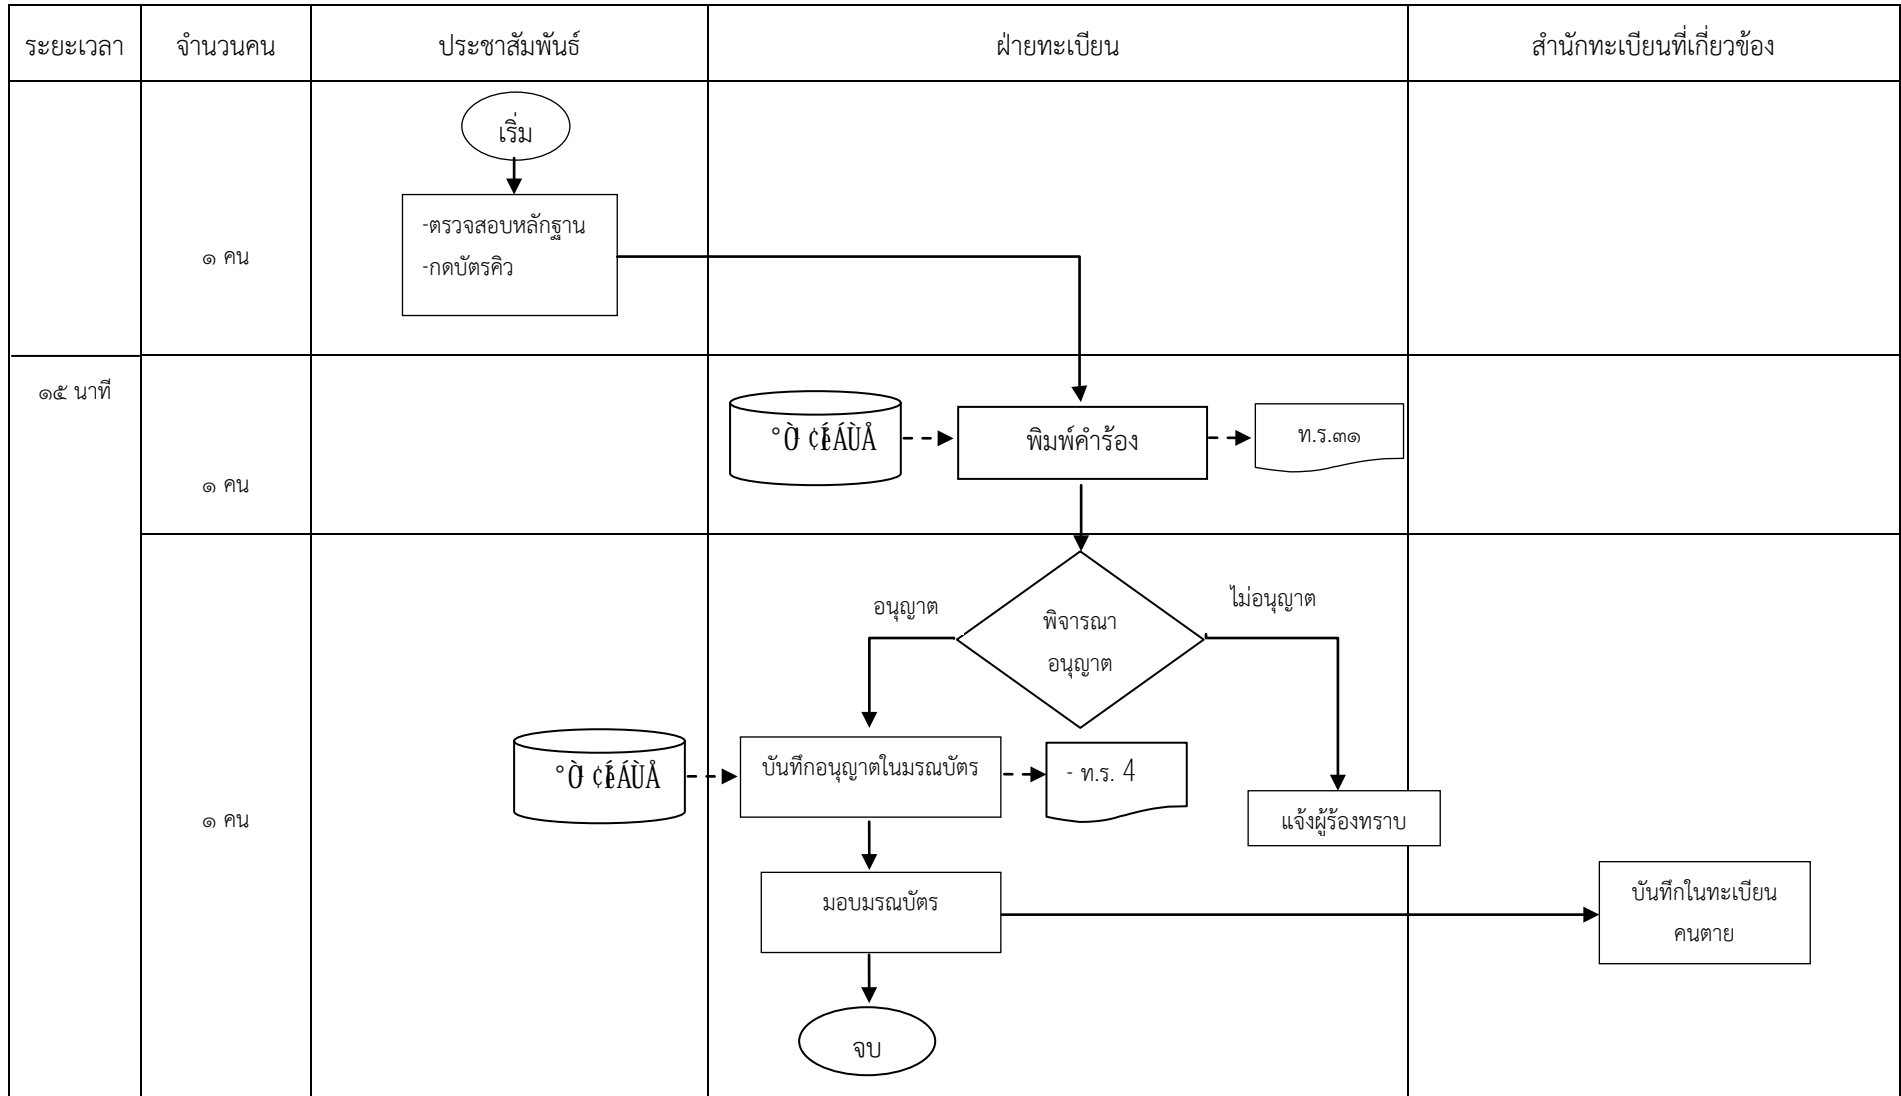 ระยะเวลา
จำนวนคน
ประชาสัมพันธ์
ฝ่ายทะเบียน
สำนักทะเบียนที่เกี่ยวข้อง
เริ่ม
-ตรวจสอบหลักฐาน
-กดบัตรคิว
๑ คน
๑๕ นาที
พิมพ์คำร้อง
ท.ร.๓๑
๑ คน
อนุญาต
ไม่อนุญาต
พิจารณา
อนุญาต
บันทึกอนุญาตในมรณบัตร
- ท.ร. 4
แจ้งผู้ร้องทราบ
๑ คน
มอบมรณบัตร
บันทึกในทะเบียน
คนตาย
จบ